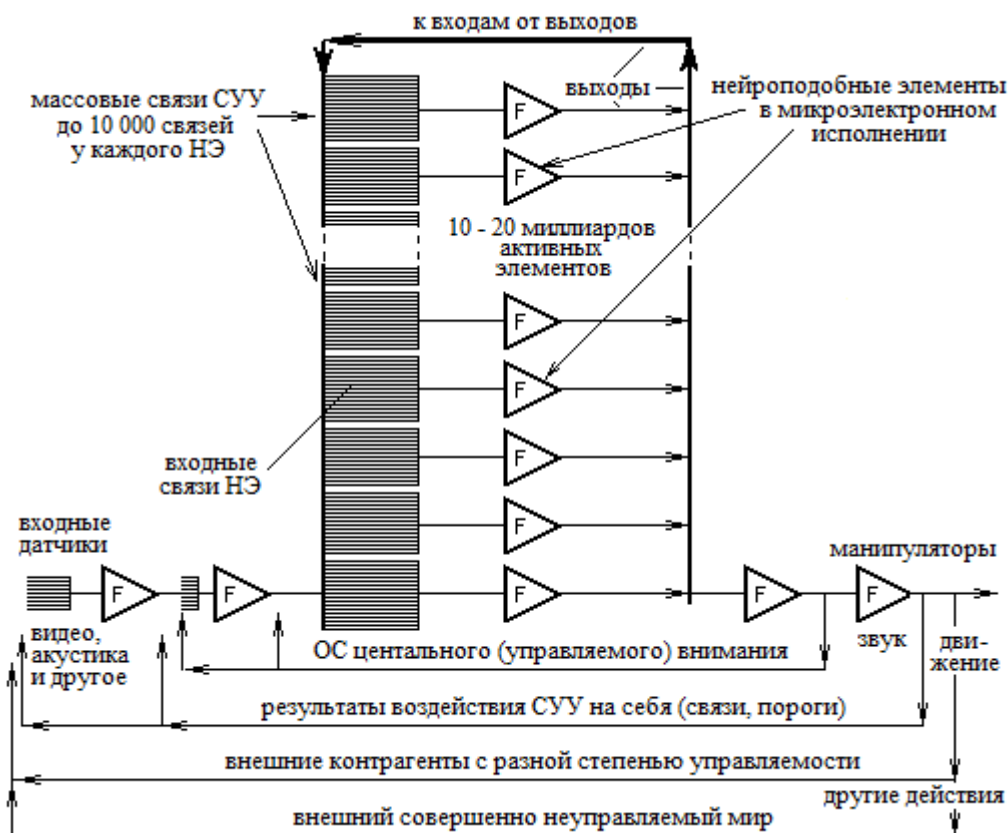 к входам от выходов
массовые связи СУУ
до 10 000 связей
у каждого НЭ
выходы
нейроподобные элементы
в микроэлектронном
исполнении
F
F
10 - 20 миллиардов
активных
элементов
F
F
F
F
входные
связи НЭ
входные
датчики
манипуляторы
F
F
F
F
F
видео,
акустика
и другое
звук
дви-
жение
ОС центального (управляемого) внимания
результаты воздействия СУУ на себя (связи, пороги)
внешние контрагенты с разной степенью управляемости
другие действия
внешний совершенно неуправляемый мир